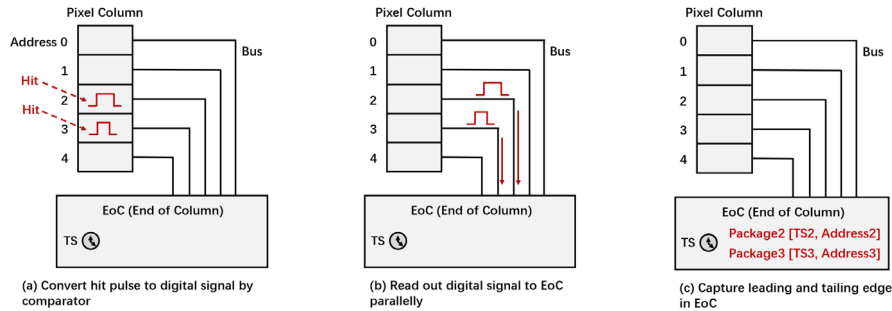 Pixel Column
Address 0
1
2
3
4
Hit
Hit
Bus
EoC (End of Column)
TS
(a) Convert hit pulse to digital signal by
comparator
Pixel Column
0
1
2
3
4
Bus
EoC (End of Column)
TS
(b) Read out digital signal to EoC
parallelly
Pixel Column
0
1
2
3
4
Bus
EoC (End of Column)
TS
Package2 [TS2, Address2]
Package3 [TS3, Address3]
(c) Capture leading and tailing edge
in EoC